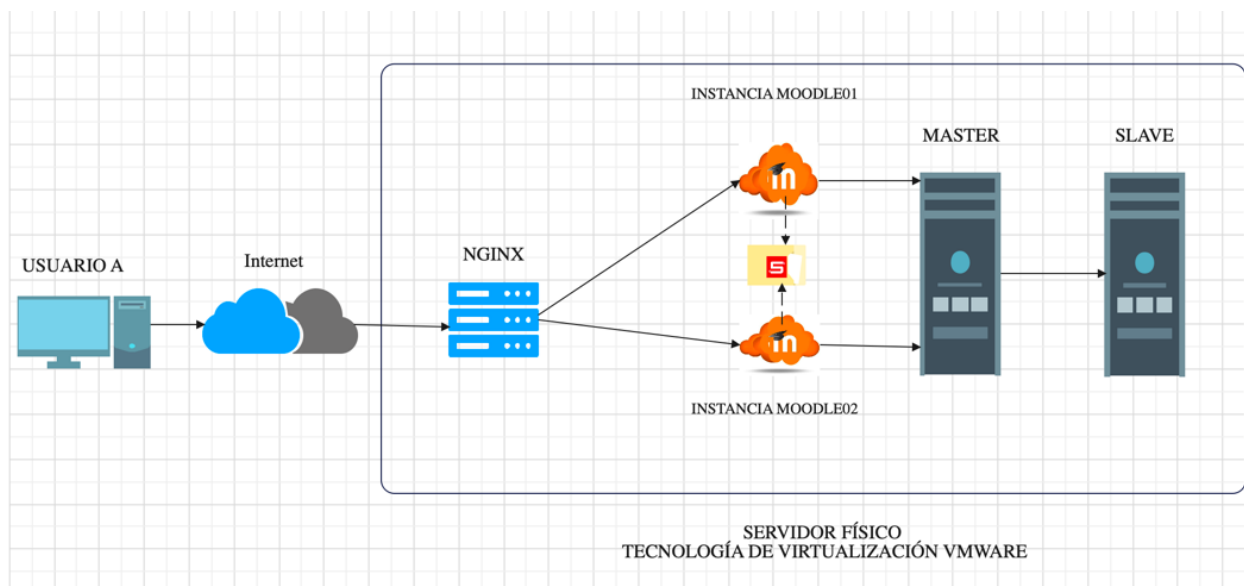 INSTANCIA MOODLE01
MASTER
SLAVE
USUARIO A
Internet
NGINX
m
S
m
INSTANCIA MOODLE02
SERVIDOR FÍSICO
TECNOLOGÍA DE VIRTUALIZACIÓN VMWARE